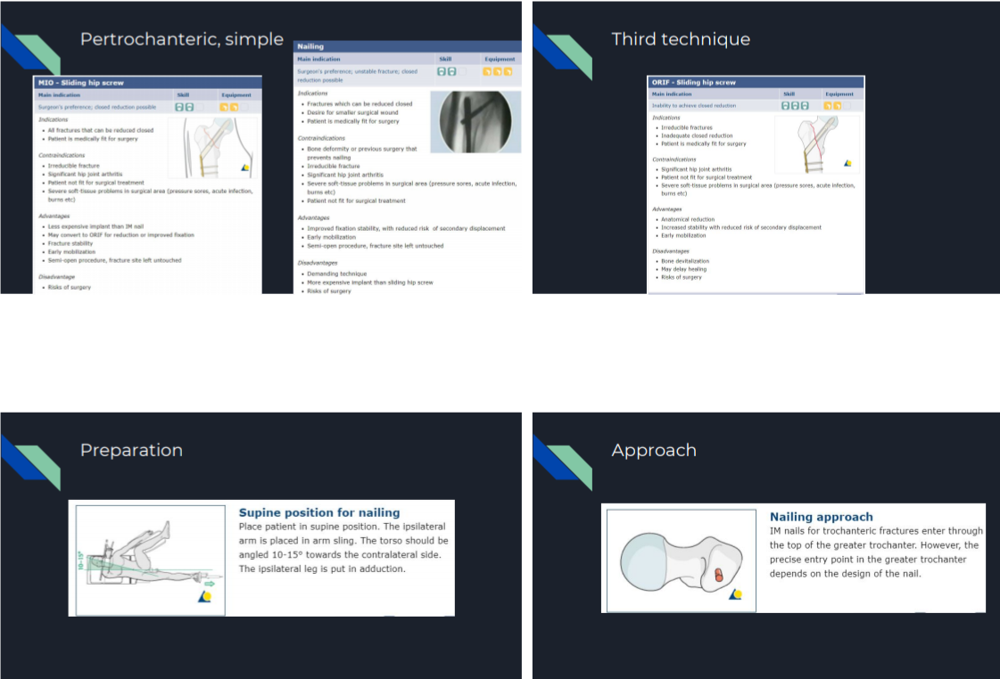 Pertrochanteric, simple
MIO - Sliding hip screw
Main indication Skill Equipment
Surgeon's preference; closed reduction possible
Indications
• All fractures that can be reduced closed
• Patient is medically fit for surgery
Contraindications
• Irreducible fracture
• Significant hip joint arthritis
• Patient not fit for surgical treatment
• Severe soft-tissue problems in surgical area (pressure sores, acute infection,
burns etc)
Advantages
• Less expensive implant than IM nail
• May convert to ORIF for reduction or improved fixation
• Fracture stability
• Early mobilization
• Semi-open procedure, fracture site left untouched
Disadvantage
• Risks of surgery
Nailing
Main indication Skill Equipment
Surgeon's preference; unstable fracture; closed
reduction possible
Indications
• Fractures which can be reduced closed
• Desire for smaller surgical wound
• Patient is medically fit for surgery
Contraindications
• Bone deformity or previous surgery that
prevents nailing
• Irreducible fracture
• Significant hip joint arthritis
• Severe soft-tissue problems in surgical area (pressure sores, acute infection,
burns etc)
• Patient not fit for surgical treatment
Advantages
• Improved fixation stability, with reduced risk of secondary displacement
• Early mobilization
• Semi-open procedure, fracture site left untouched
Disadvantages
• Demanding technique
• More expensive implant than sliding hip screw
• Risks of surgery
Third technique
ORIF - Sliding hip screw
Main indication Skill Equipment
Inability to achieve closed reduction
Indications
• Irreducible fractures
• Inadequate closed reduction
• Patient is medically fit for surgery
Contraindications
• Significant hip joint arthritis
• Patient not fit for surgical treatment
• Severe soft-tissue problems in surgical area (pressure sores, acute infection,
burns etc)
Advantages
• Anatomical reduction
• Increased stability with reduced risk of secondary displacement
• Early mobilization
Disadvantages
• Bone devitalization
• May delay healing
• Risks of surgery
Preparation
10-15°
Supine position for nailing
Place patient in supine position. The ipsilateral
arm is placed in arm sling. The torso should be
angled 10-15° towards the contralateral side.
The ipsilateral leg is put in adduction.
Approach
Nailing approach
IM nails for trochanteric fractures enter through
the top of the greater trochanter. However, the
precise entry point in the greater trochanter
depends on the design of the nail.